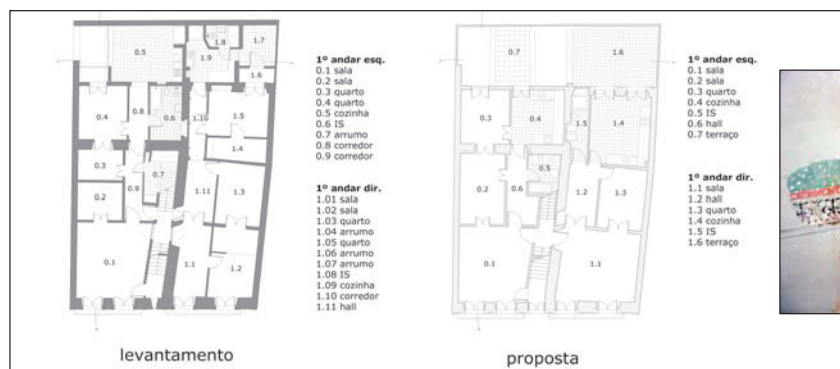 0.5
1.9
1.8
1.7
1.6
0.4
0.8
0.6
1.10
1.5
1.4
0.3
0.7
0.2
0.9
1.11
1.3
0.1
1.1
1.2
levantamento
1º andar esq.
0.1 sala
0.2 sala
0.3 quarto
0.4 quarto
0.5 cozinha
0.6 IS
0.7 arrumo
0.8 corredor
0.9 corredor
1º andar dir.
1.01 sala
1.02 sala
1.03 quarto
1.04 arrumo
1.05 quarto
1.06 arrumo
1.07 arrumo
1.08 IS
1.09 cozinha
1.10 corredor
1.11 hall
0.7
1.6
0.3
0.4
1.5
1.4
0.5
0.2
0.6
1.2
1.3
0.1
1.1
proposta
1º andar esq.
0.1 sala
0.2 sala
0.3 quarto
0.4 cozinha
0.5 IS
0.6 hall
0.7 terraço
1º andar dir.
1.1 sala
1.2 hall
1.3 quarto
1.4 cozinha
1.5 IS
1.6 terraço